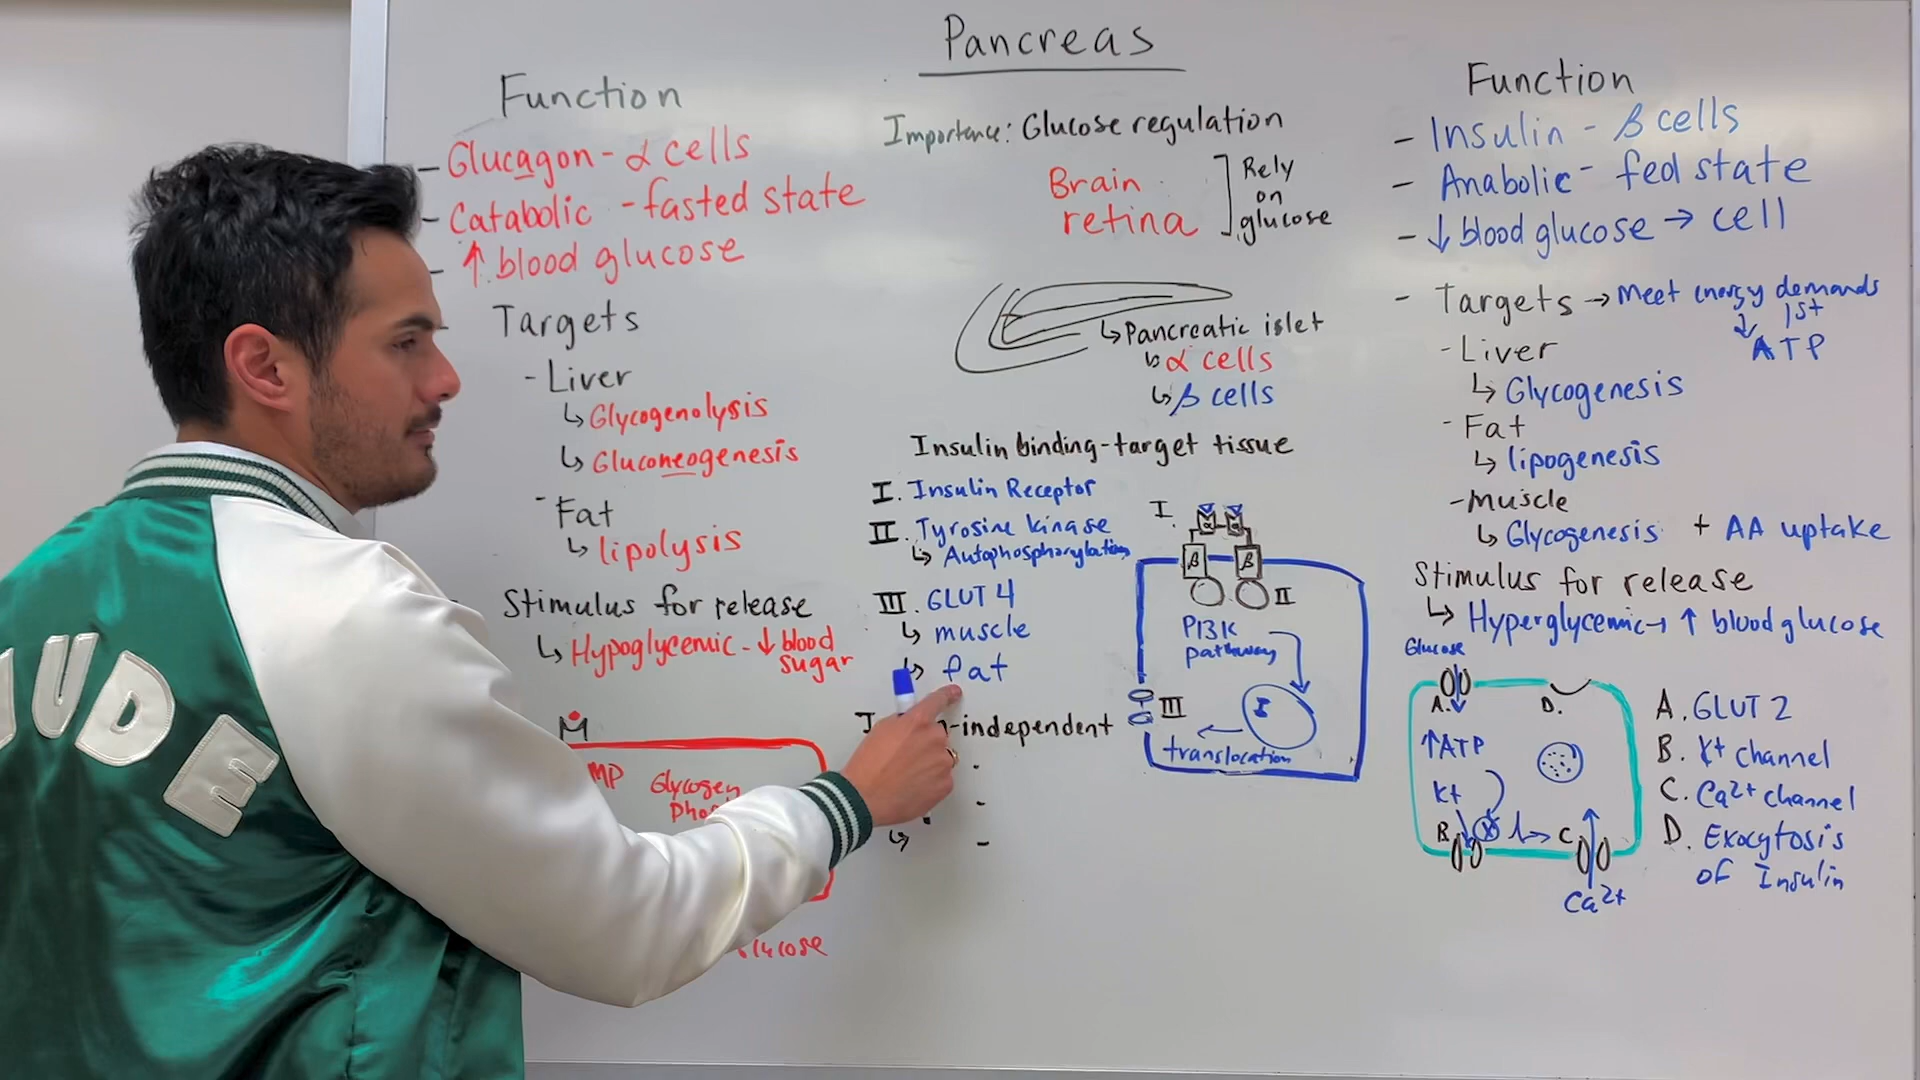 Pancreas
Function
- Glucagon - α cells
- Catabolic - fasted state
- ↑ blood glucose
Targets
- Liver
↳ Glycogenolysis
↳ Gluconeogenesis
- Fat
↳ lipolysis
Stimulus for release
↳ Hypoglycemic - ↓ blood
sugar
MP
Glycogen
Importance: Glucose regulation
Brain
retina
Rely
on
glucose
↳ Pancreatic islet
↳ α cells
↳ β cells
Insulin binding - target tissue
I. Insulin Receptor
II. Tyrosine kinase
↳ Autophosphorylation
III. GLUT 4
↳ muscle
↳ fat
-independent
I.
α α
β β
II
PI3K
pathway
III
translocation
Function
- Insulin - β cells
- Anabolic - fed state
- ↓ blood glucose → cell
- Targets → Meet energy demands
1st
ATP
- Liver
↳ Glycogenesis
- Fat
↳ lipogenesis
- Muscle
↳ Glycogenesis + AA uptake
Stimulus for release
↳ Hyperglycemic → ↑ blood glucose
Glucose
A. D.
↑ATP
K+
B. C.
Ca2+
A. GLUT 2
B. K+ channel
C. Ca2+ channel
D. Exocytosis
of Insulin
UDE